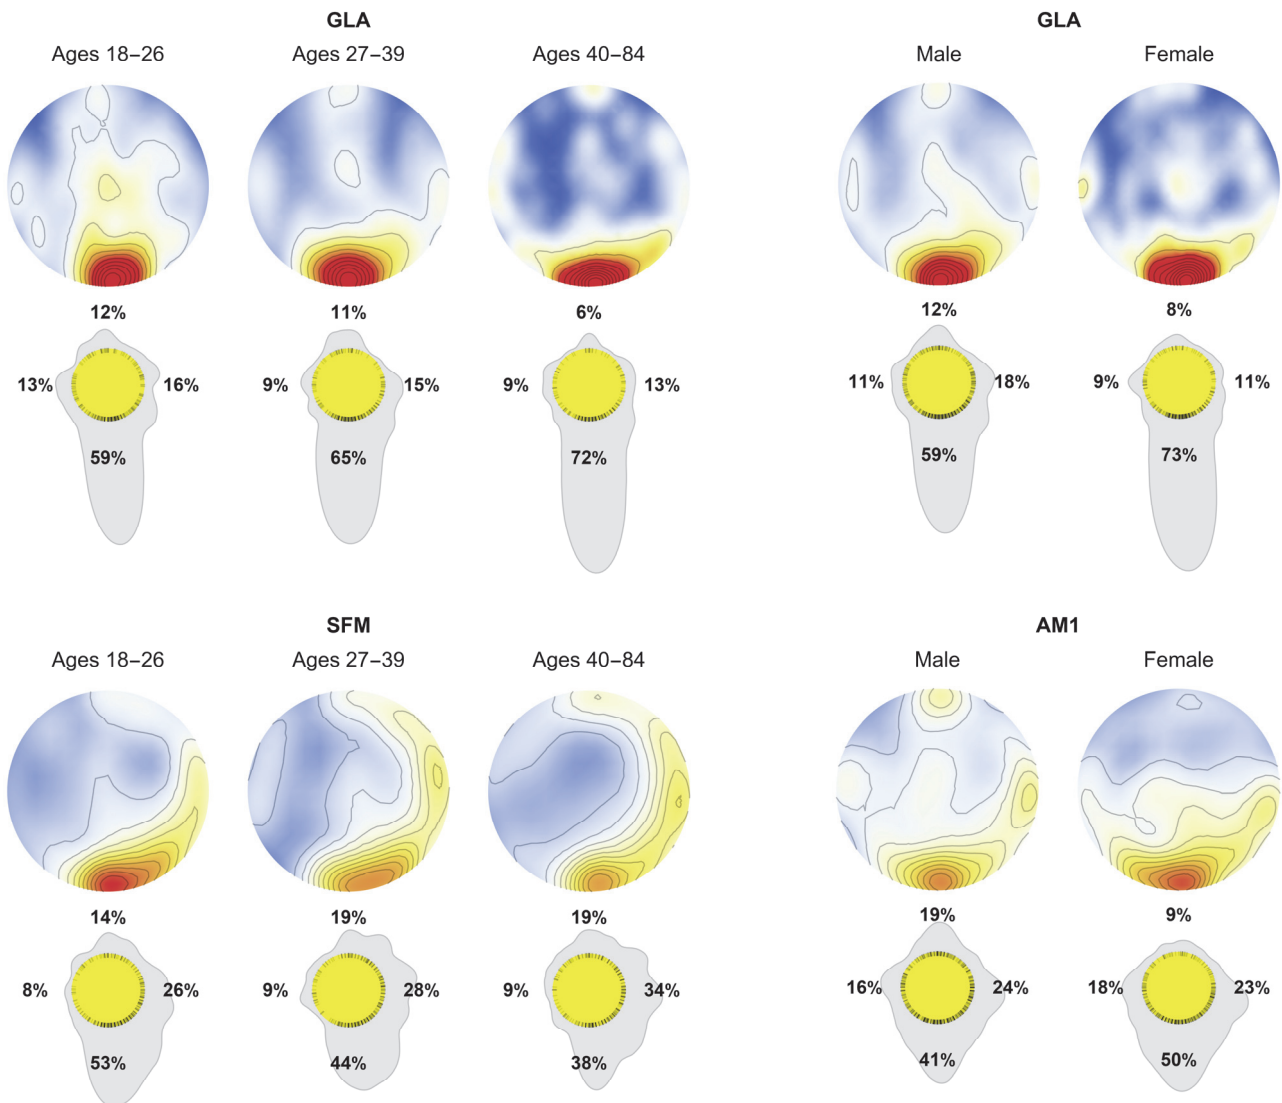 GLA
Ages 18–26 Ages 27–39 Ages 40–84
12% 11% 6%
13% 16% 9% 15% 9% 13%
59% 65% 72%
GLA
Male Female
12% 8%
11% 18% 9% 11%
59% 73%
SFM
Ages 18–26 Ages 27–39 Ages 40–84
14% 19% 19%
8% 26% 9% 28% 9% 34%
53% 44% 38%
AM1
Male Female
19% 9%
16% 24% 18% 23%
41% 50%